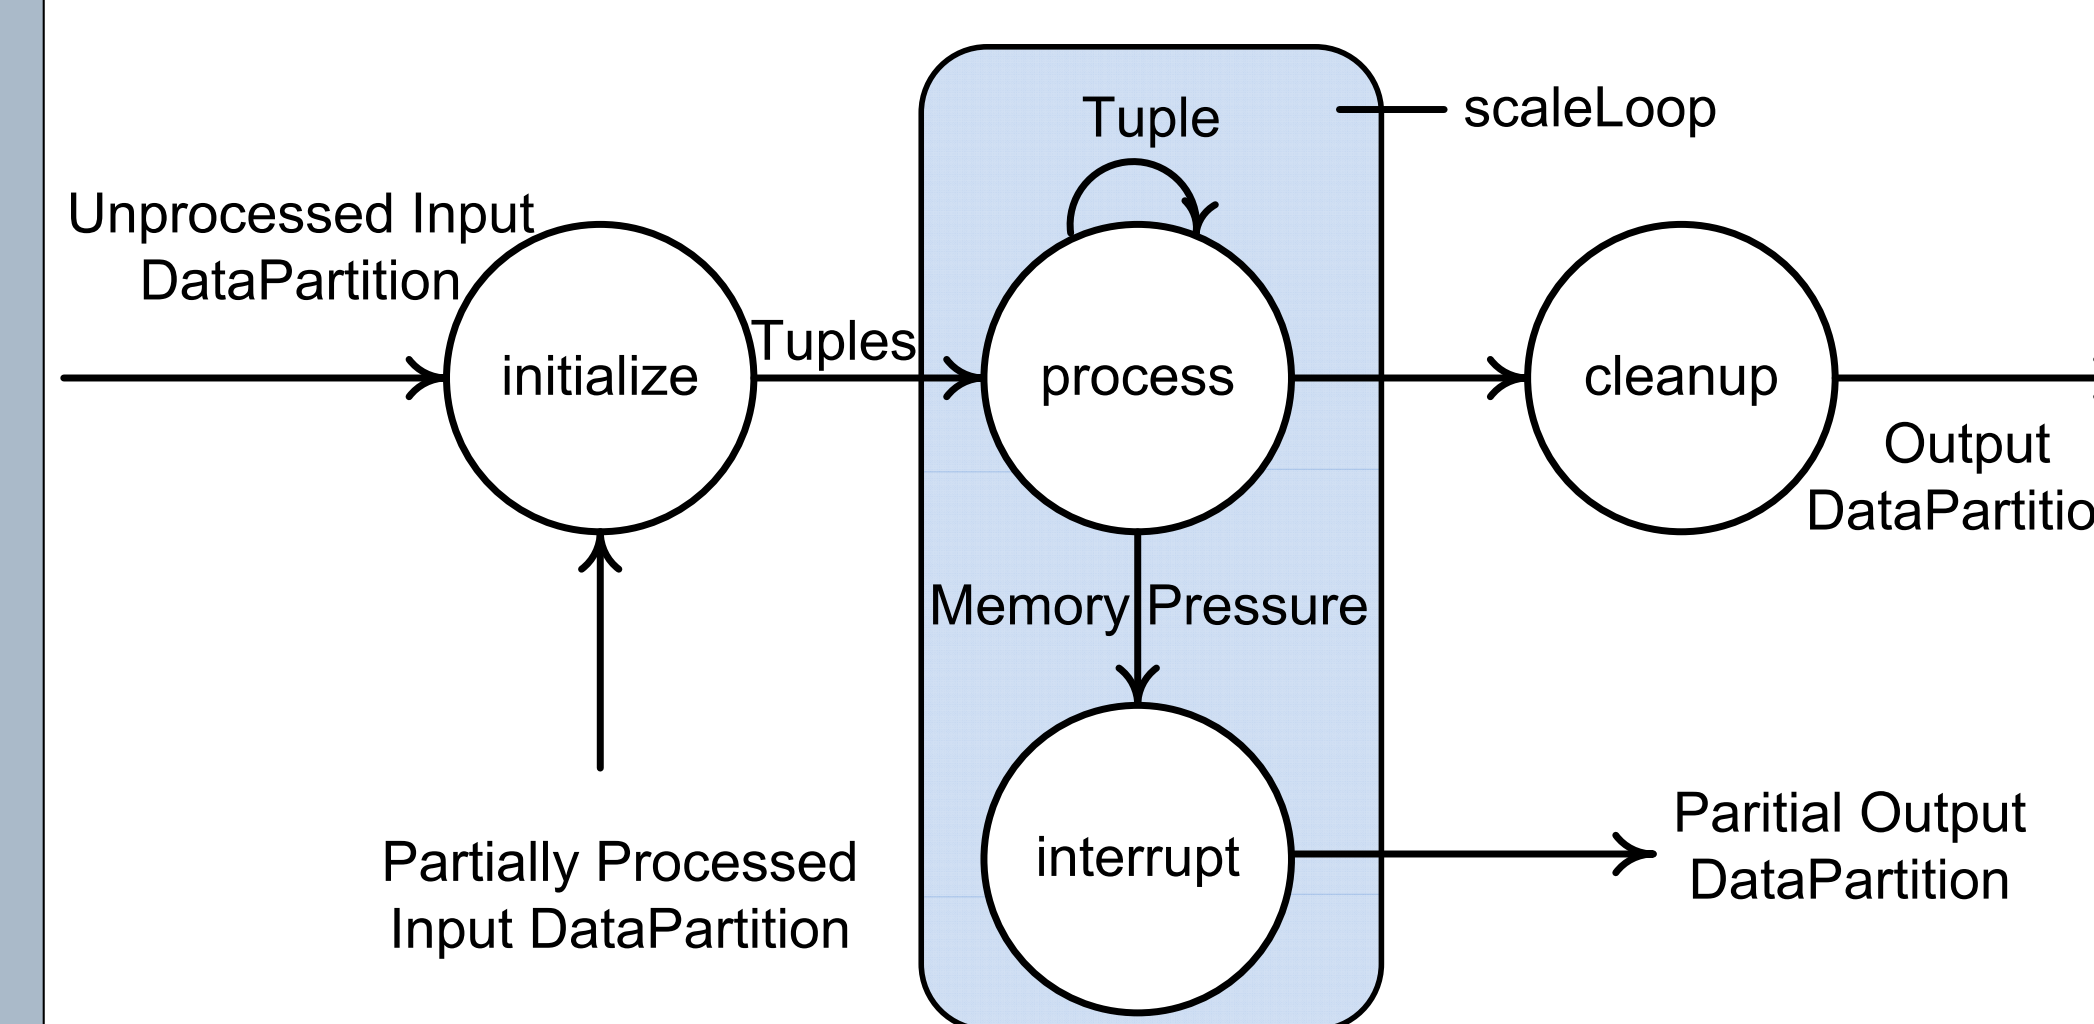 Tuple
scaleLoop
Unprocessed Input
DataPartition
Tuples
initialize
process
cleanup
Output
DataPartitio
Memory Pressure
Partially Processed
Input DataPartition
interrupt
Paritial Output
DataPartition